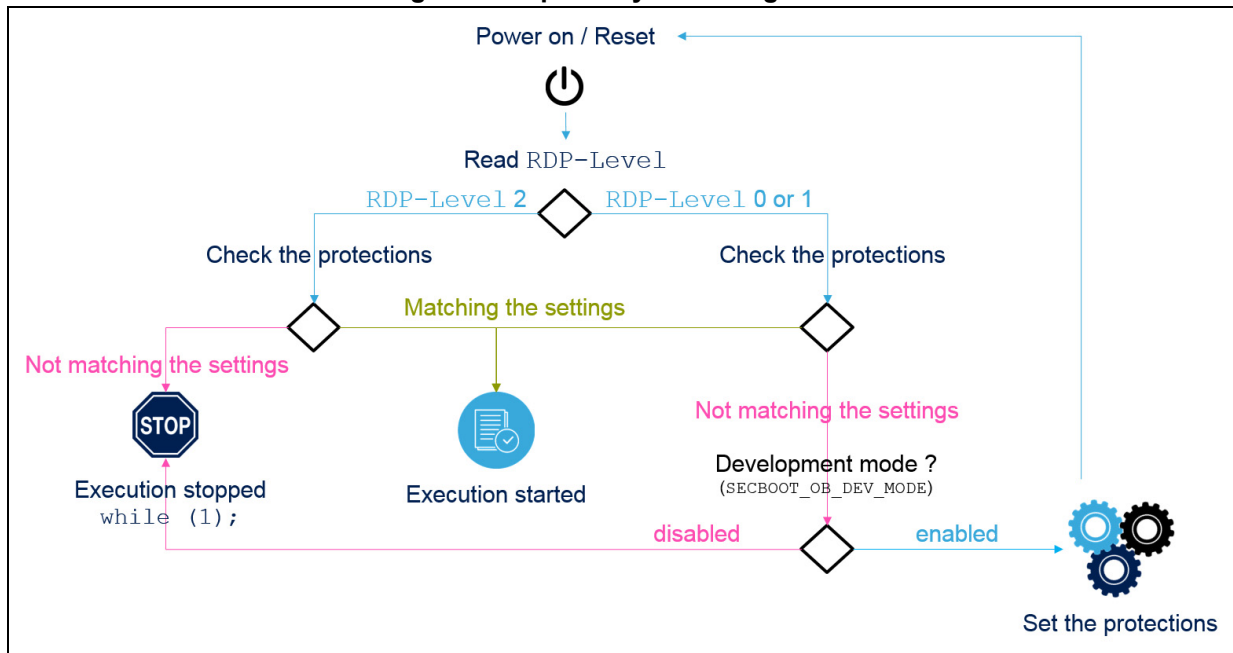 Power on / Reset
Read RDP-Level
RDP-Level 2
RDP-Level 0 or 1
Check the protections
Check the protections
Matching the settings
Not matching the settings
STOP
Not matching the settings
Execution stopped
while (1);
Execution started
Development mode ?
(SECBOOT_OB_DEV_MODE)
disabled
enabled
Set the protections